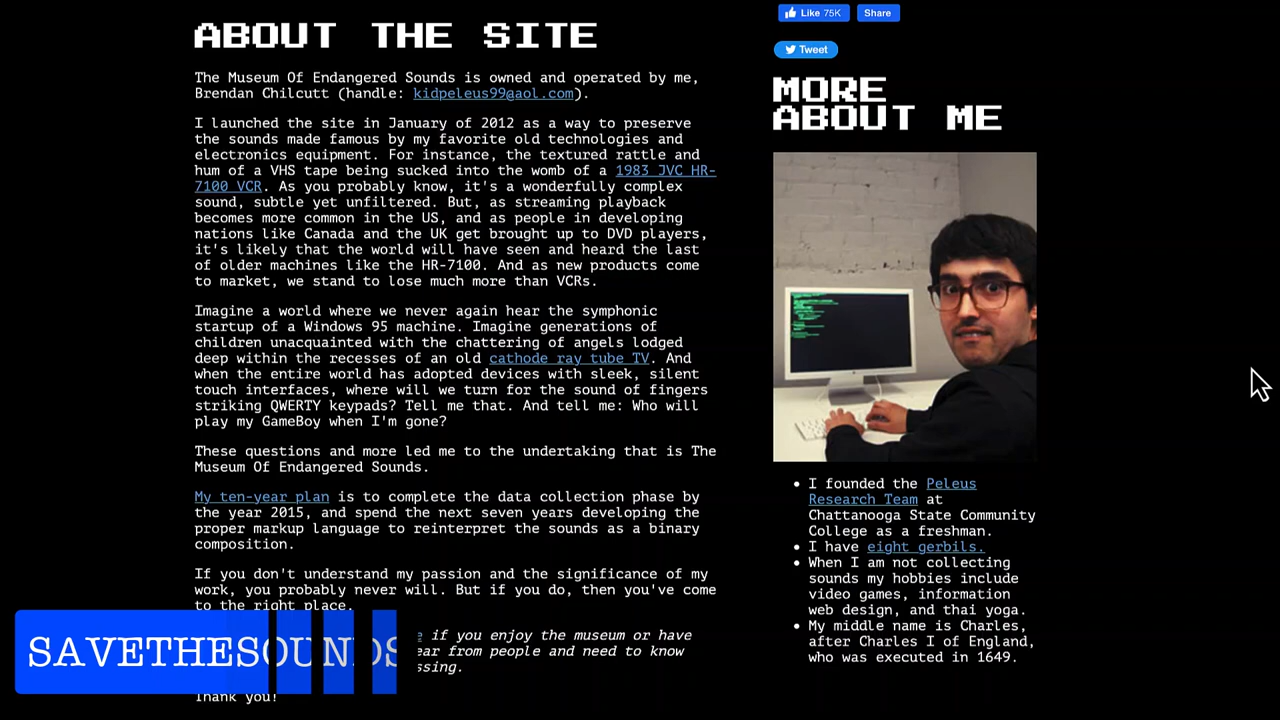 ABOUT THE SITE
The Museum Of Endangered Sounds is owned and operated by me,
Brendan Chilcutt (handle: kidpeleus99@aol.com).
I launched the site in January of 2012 as a way to preserve
the sounds made famous by my favorite old technologies and
electronics equipment. For instance, the textured rattle and
hum of a VHS tape being sucked into the womb of a 1983 JVC HR-
7100 VCR. As you probably know, it's a wonderfully complex
sound, subtle yet unfiltered. But, as streaming playback
becomes more common in the US, and as people in developing
nations like Canada and the UK get brought up to DVD players,
it's likely that the world will have seen and heard the last
of older machines like the HR-7100. And as new products come
to market, we stand to lose much more than VCRs.
Imagine a world where we never again hear the symphonic
startup of a Windows 95 machine. Imagine generations of
children unacquainted with the chattering of angels lodged
deep within the recesses of an old cathode ray tube TV. And
when the entire world has adopted devices with sleek, silent
touch interfaces, where will we turn for the sound of fingers
striking QWERTY keypads? Tell me that. And tell me: Who will
play my GameBoy when I'm gone?
These questions and more led me to the undertaking that is The
Museum Of Endangered Sounds.
My ten-year plan is to complete the data collection phase by
the year 2015, and spend the next seven years developing the
proper markup language to reinterpret the sounds as a binary
composition.
If you don't understand my passion and the significance of my
work, you probably never will. But if you do, then you've come
to the right place.
if you enjoy the museum or have
from people and need to know
Thank you!
SAVETHESOUNDS
Like 75K
Share
Tweet
MORE
ABOUT ME
I founded the Peleus
Research Team at
Chattanooga State Community
College as a freshman.
I have eight gerbils.
When I am not collecting
sounds my hobbies include
video games, information
web design, and thai yoga.
My middle name is Charles,
after Charles I of England,
who was executed in 1649.